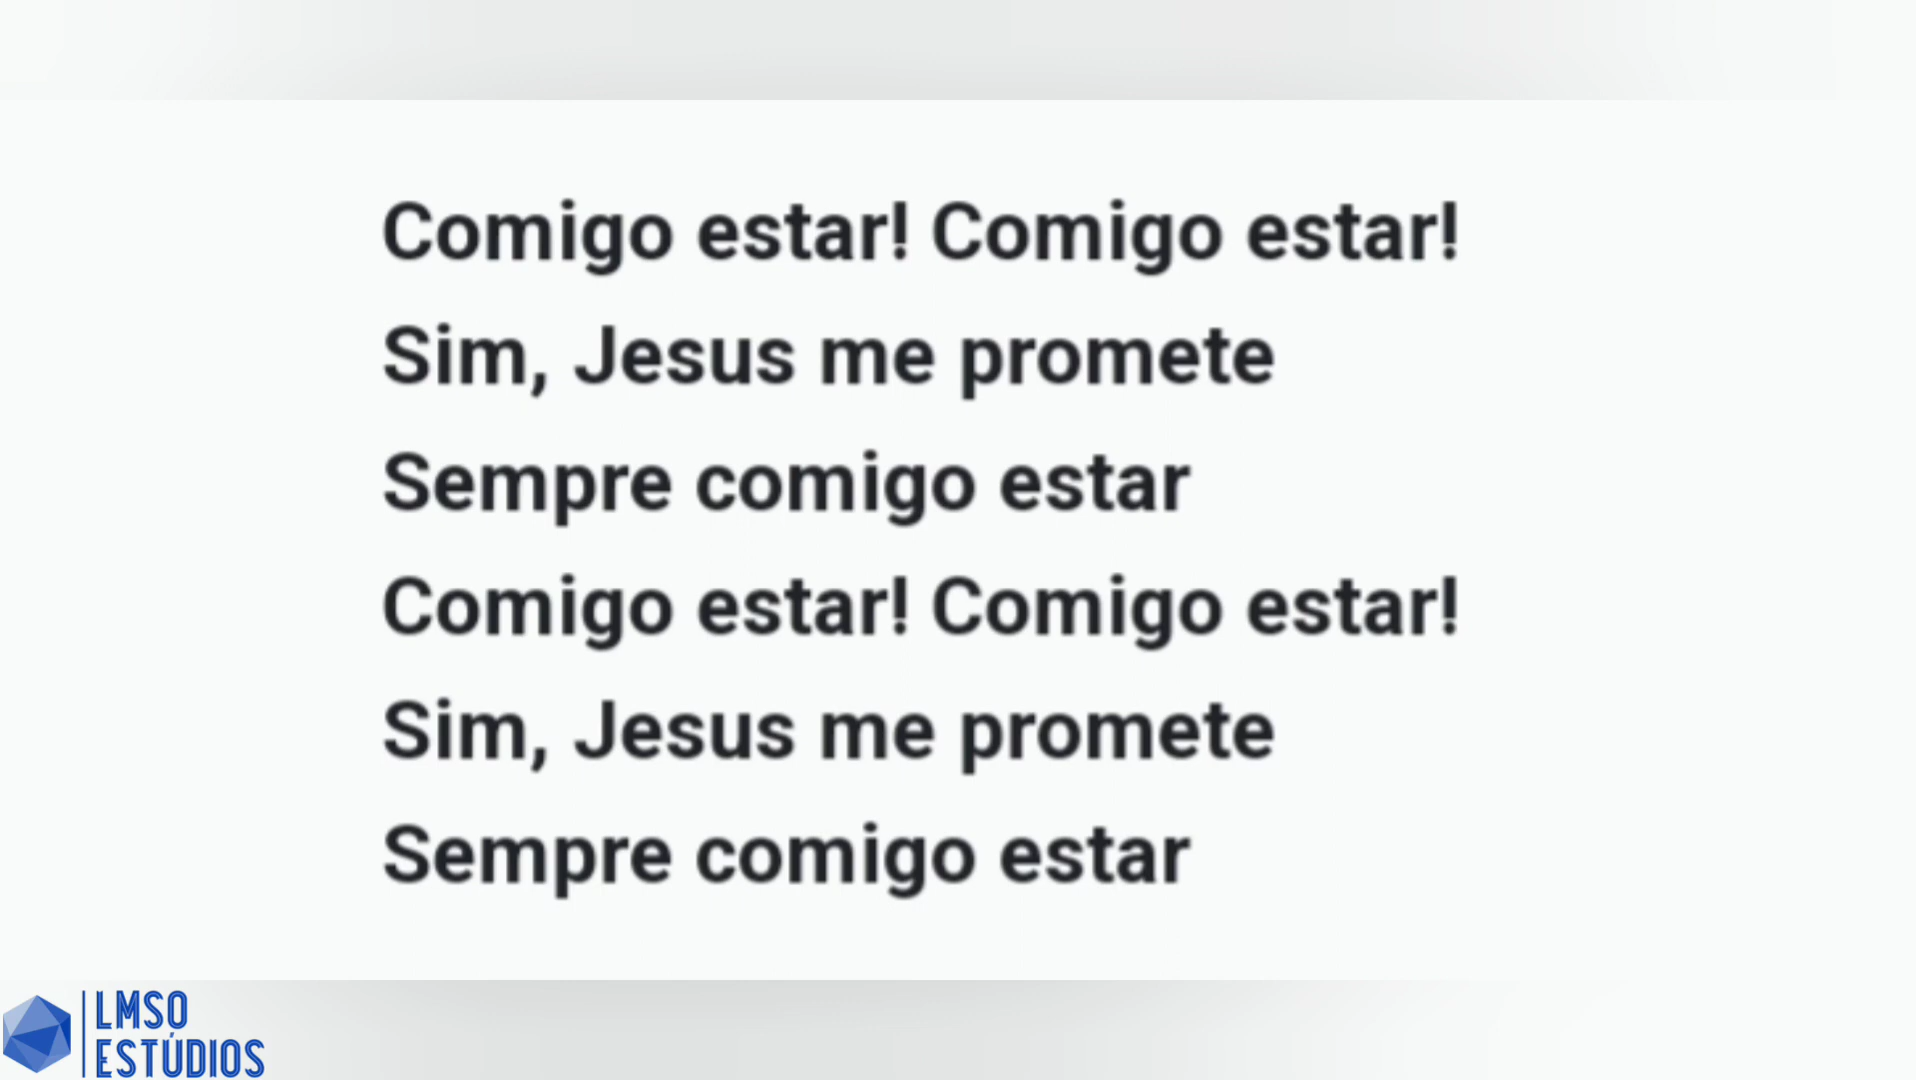 Comigo estar! Comigo estar!
Sim, Jesus me promete
Sempre comigo estar
Comigo estar! Comigo estar!
Sim, Jesus me promete
Sempre comigo estar
LMSO
ESTÚDIOS